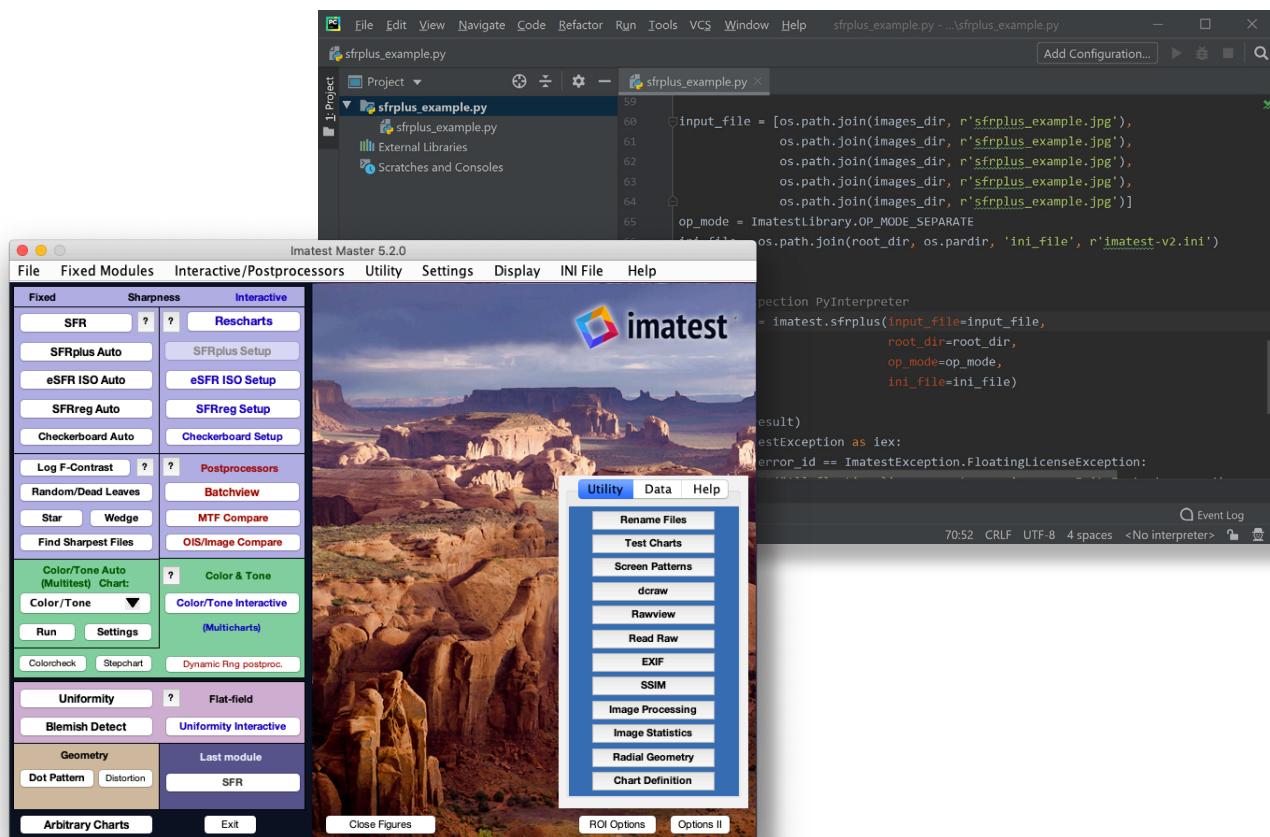 PC File Edit View Navigate Code Refactor Run Tools VCS Window Help sfrplus_example.py - ...\sfrplus_example.py
sfrplus_example.py Add Configuration...
1: Project
Project sfrplus_example.py
sfrplus_example.py
sfrplus_example.py
External Libraries
Scratches and Consoles
59
60 input_file = [os.path.join(images_dir, r'sfrplus_example.jpg'),
61 os.path.join(images_dir, r'sfrplus_example.jpg'),
62 os.path.join(images_dir, r'sfrplus_example.jpg'),
63 os.path.join(images_dir, r'sfrplus_example.jpg'),
64 os.path.join(images_dir, r'sfrplus_example.jpg')]
65 op_mode = ImatestLibrary.OP_MODE_SEPARATE
os.path.join(root_dir, os.pardir, 'ini_file', r'imatest-v2.ini')
pection PyInterpreter
= imatest.sfrplus(input_file=input_file,
root_dir=root_dir,
op_mode=op_mode,
ini_file=ini_file)
esult)
estException as iex:
error_id == ImatestException.FloatingLicenseException:
Event Log
70:52 CRLF UTF-8 4 spaces <No interpreter>
Imatest Master 5.2.0
File Fixed Modules Interactive/Postprocessors Utility Settings Display INI File Help
Fixed Sharpness Interactive
SFR ? ? Rescharts
SFRplus Auto SFRplus Setup
eSFR ISO Auto eSFR ISO Setup
SFRreg Auto SFRreg Setup
Checkerboard Auto Checkerboard Setup
Log F-Contrast ? ? Postprocessors
Random/Dead Leaves Batchview
Star Wedge MTF Compare
Find Sharpest Files OIS/Image Compare
Color/Tone Auto
(Multitest) Chart:
? Color & Tone
Color/Tone Color/Tone Interactive
Run Settings (Multicharts)
Colorcheck Stepchart Dynamic Rng postproc.
Uniformity ? Flat-field
Blemish Detect Uniformity Interactive
Geometry Last module
Dot Pattern Distortion SFR
Arbitrary Charts Exit Close Figures ROI Options Options II
imatest
Utility Data Help
Rename Files
Test Charts
Screen Patterns
dcraw
Rawview
Read Raw
EXIF
SSIM
Image Processing
Image Statistics
Radial Geometry
Chart Definition